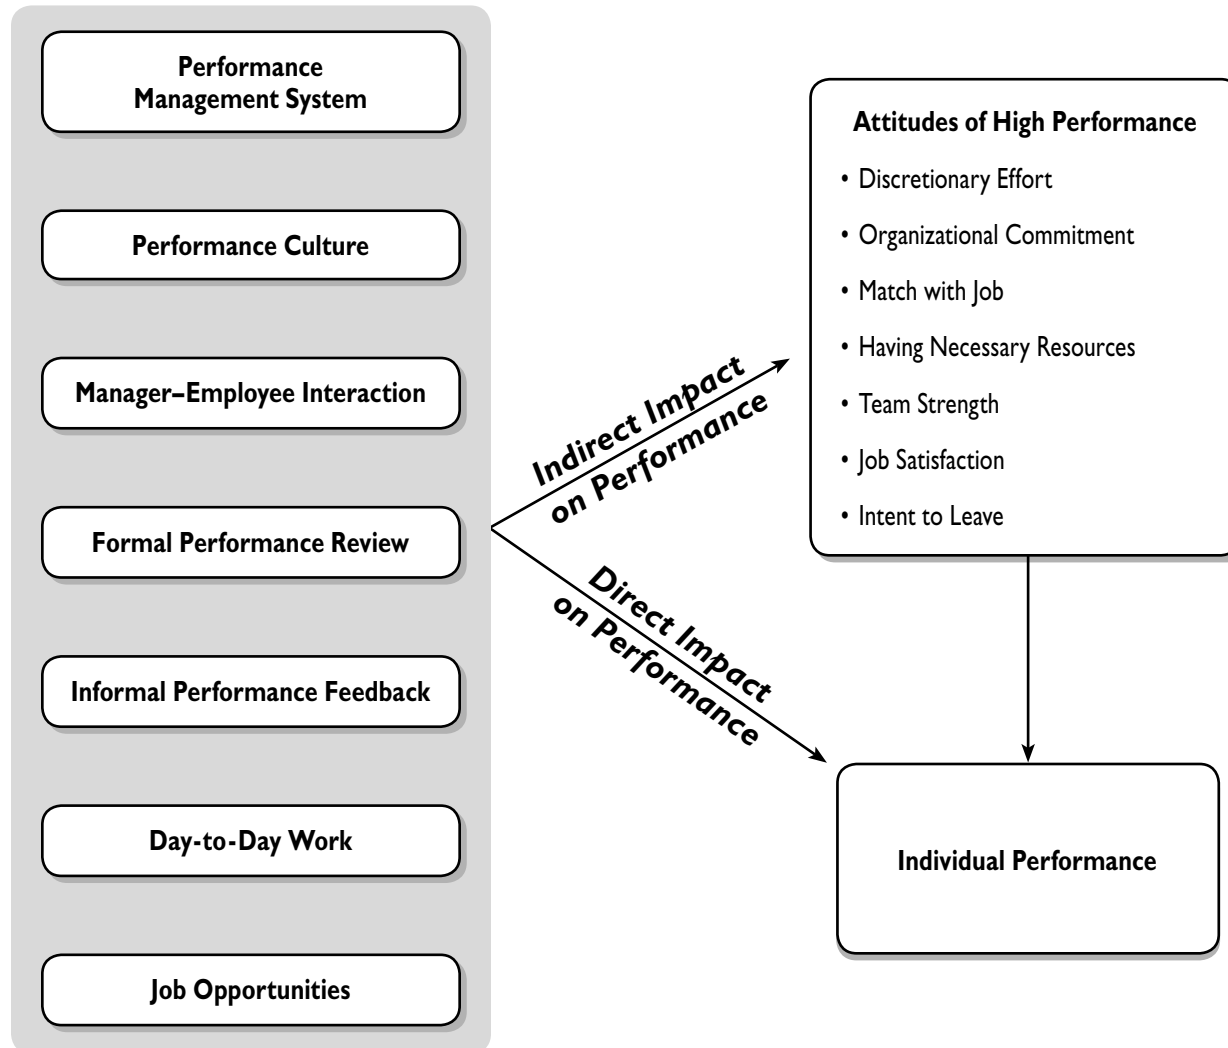 Performance
Management System
Performance Culture
Manager–Employee Interaction
Formal Performance Review
Informal Performance Feedback
Day-to-Day Work
Job Opportunities
Indirect Impact
on Performance
Direct Impact
on Performance
Attitudes of High Performance
• Discretionary Effort
• Organizational Commitment
• Match with Job
• Having Necessary Resources
• Team Strength
• Job Satisfaction
• Intent to Leave
Individual Performance